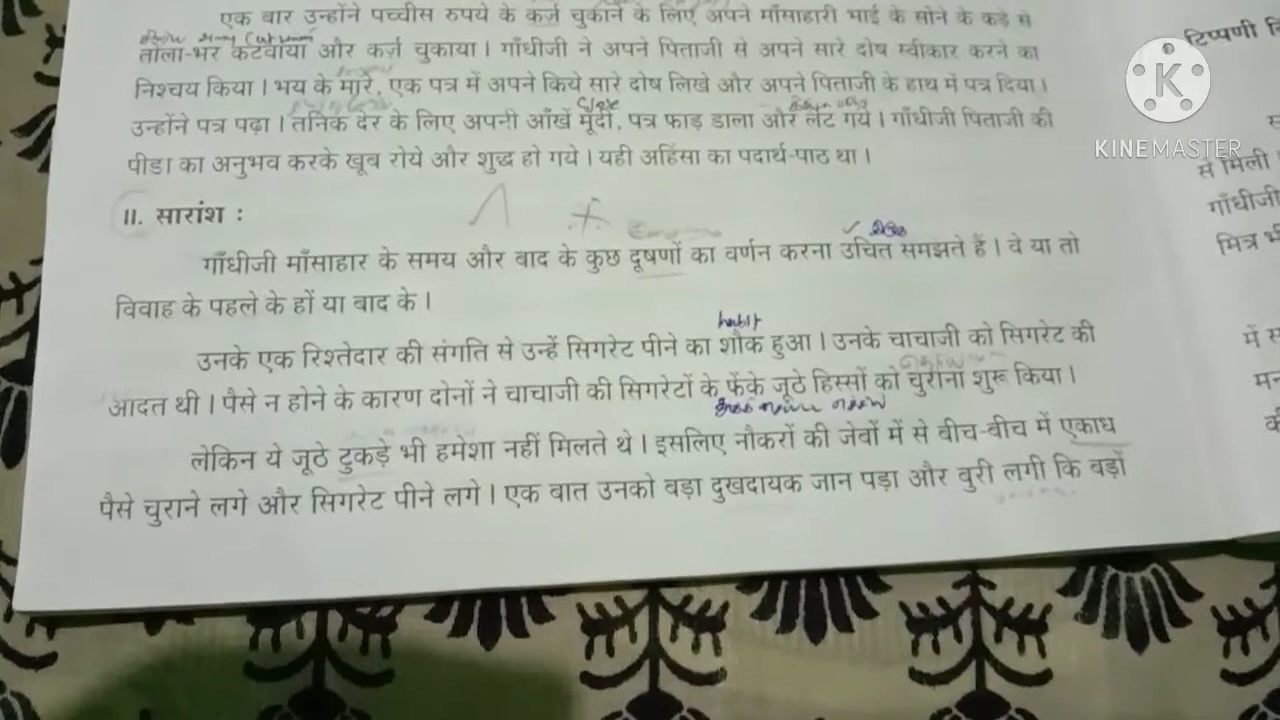 एक बार उन्होंने पच्चीस रुपये के कर्ज़ चुकाने के लिए अपने माँसाहारी भाई के सोने के कड़े से
तोला-भर कटवाया और कर्ज़ चुकाया। गाँधीजी ने अपने पिताजी से अपने सारे दोष स्वीकार करने का
निश्चय किया। भय के मारे, एक पत्र में अपने किये सारे दोष लिखे और अपने पिताजी के हाथ में पत्र दिया।
उन्होंने पत्र पढ़ा। तनिक देर के लिए अपनी आँखें मूँदीं, पत्र फाड़ डाला और लेट गये। गाँधीजी पिताजी की
पीड़ा का अनुभव करके खूब रोये और शुद्ध हो गये। यही अहिंसा का पदार्थ-पाठ था।
II. सारांश :
गाँधीजी माँसाहार के समय और बाद के कुछ दूषणों का वर्णन करना उचित समझते हैं। वे या तो
विवाह के पहले के हों या बाद के।
habit
उनके एक रिश्तेदार की संगति से उन्हें सिगरेट पीने का शौक हुआ। उनके चाचाजी को सिगरेट की
आदत थी। पैसे न होने के कारण दोनों ने चाचाजी की सिगरेटों के फेंके जूठे हिस्सों को चुराना शुरू किया।
लेकिन ये जूठे टुकड़े भी हमेशा नहीं मिलते थे। इसलिए नौकरों की जेबों में से बीच-बीच में एकाध
पैसे चुराने लगे और सिगरेट पीने लगे। एक बात उनको बड़ा दुखदायक जान पड़ा और बुरी लगी कि बड़ों
टिप्पणी
से मिली।
गाँधीजी
मित्र
में
K
KINEMASTER